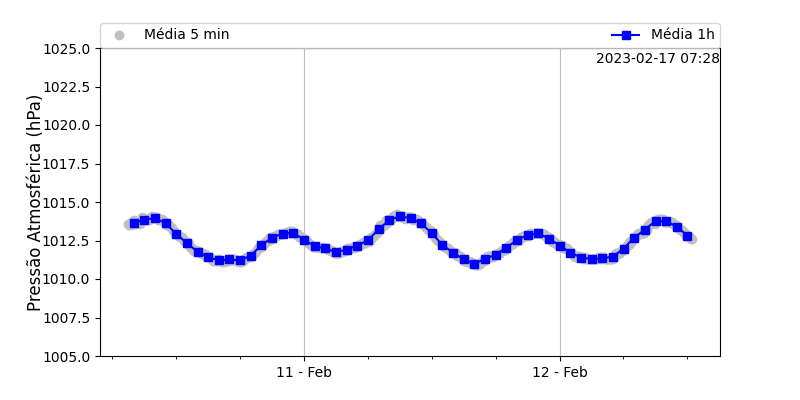 Média 5 min
Média 1h
2023-02-17 07:28
Pressão Atmosférica (hPa)
1025.0
1022.5
1020.0
1017.5
1015.0
1012.5
1010.0
1007.5
1005.0
11 - Feb
12 - Feb